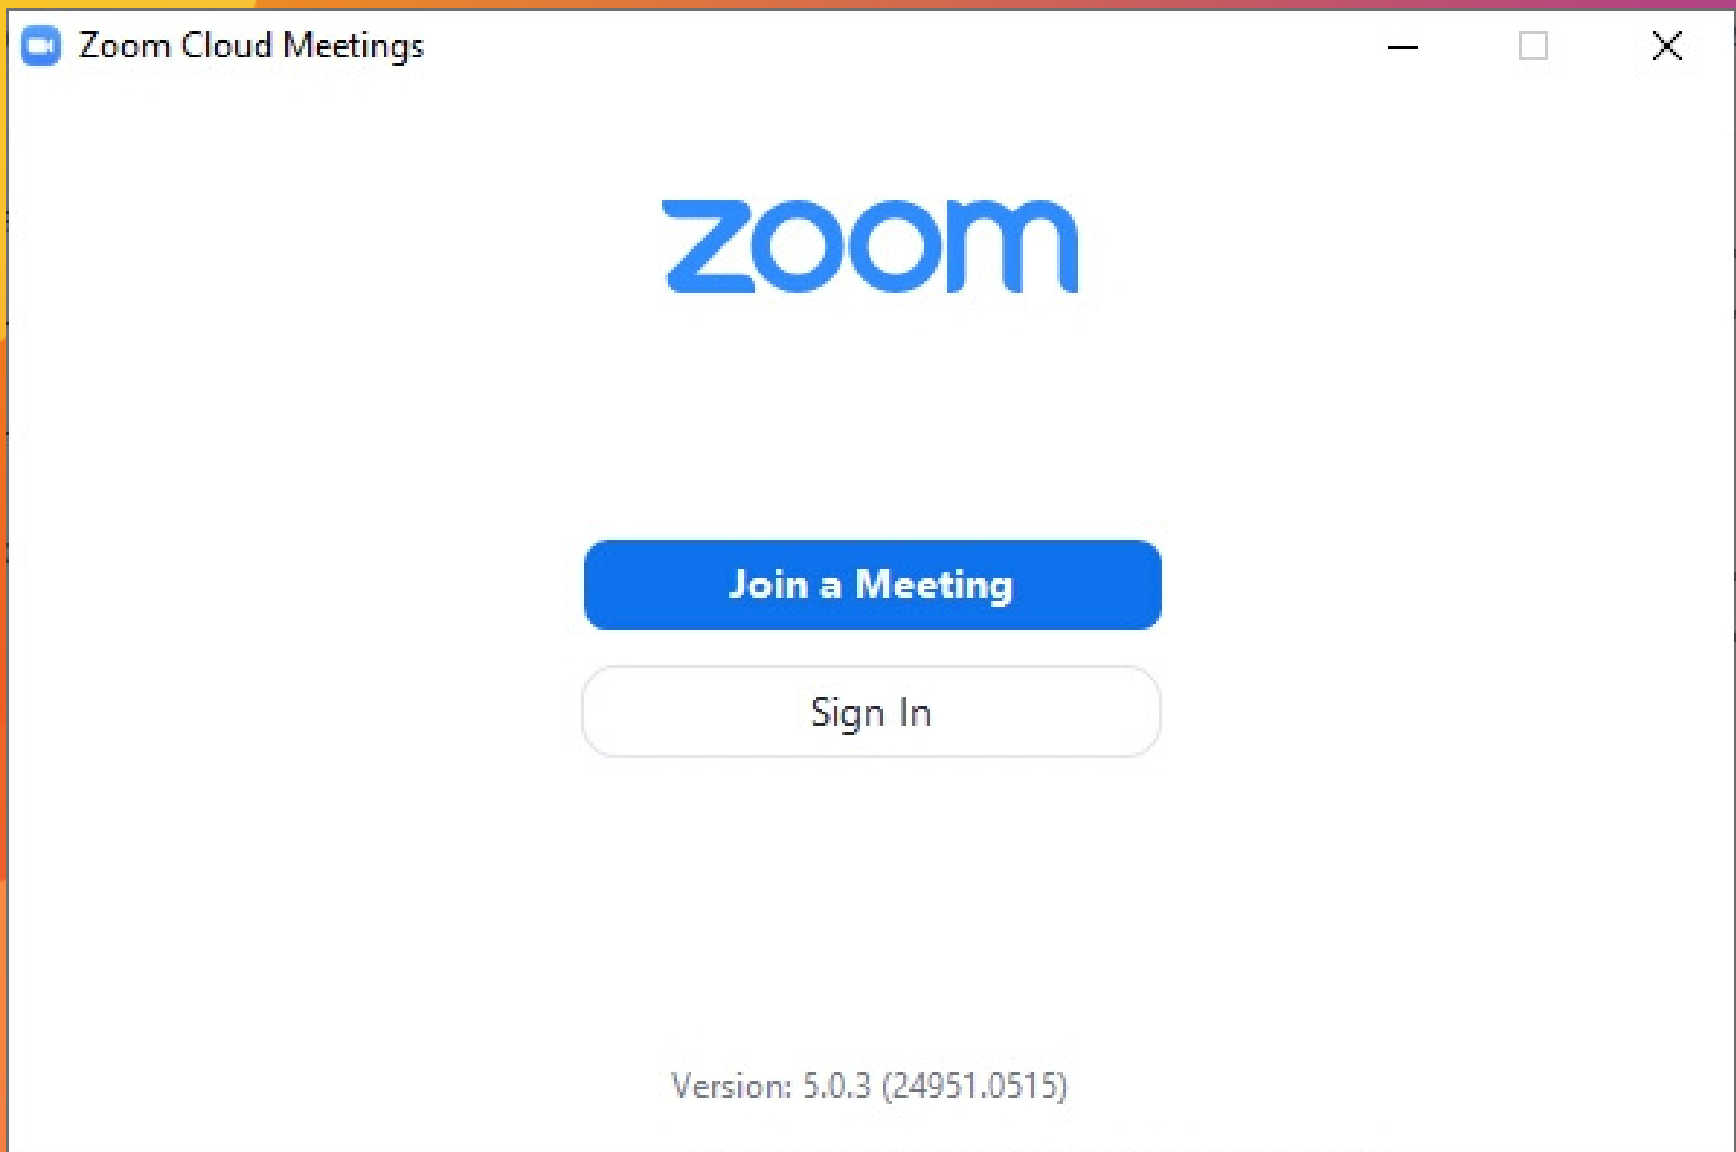 Zoom Cloud Meetings
zoom
Join a Meeting
Sign In
Version: 5.0.3 (24951.0515)